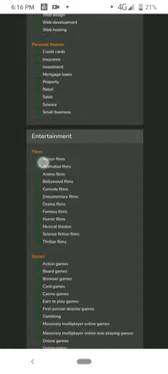 6:16 PM
4G
21%
Web design
Web development
Web hosting
Personal finance
Credit cards
Insurance
Investment
Mortgage loans
Property
Retail
Sales
Science
Small business
Entertainment
Films
Action films
Animated films
Anime films
Bollywood films
Comedy films
Documentary films
Drama films
Fantasy films
Horror films
Musical theater
Science fiction films
Thriller films
Games
Action games
Board games
Browser games
Card games
Casino games
Earn to play games
First-person shooter games
Gambling
Massively multiplayer online games
Massively multiplayer online role-playing games
Online games